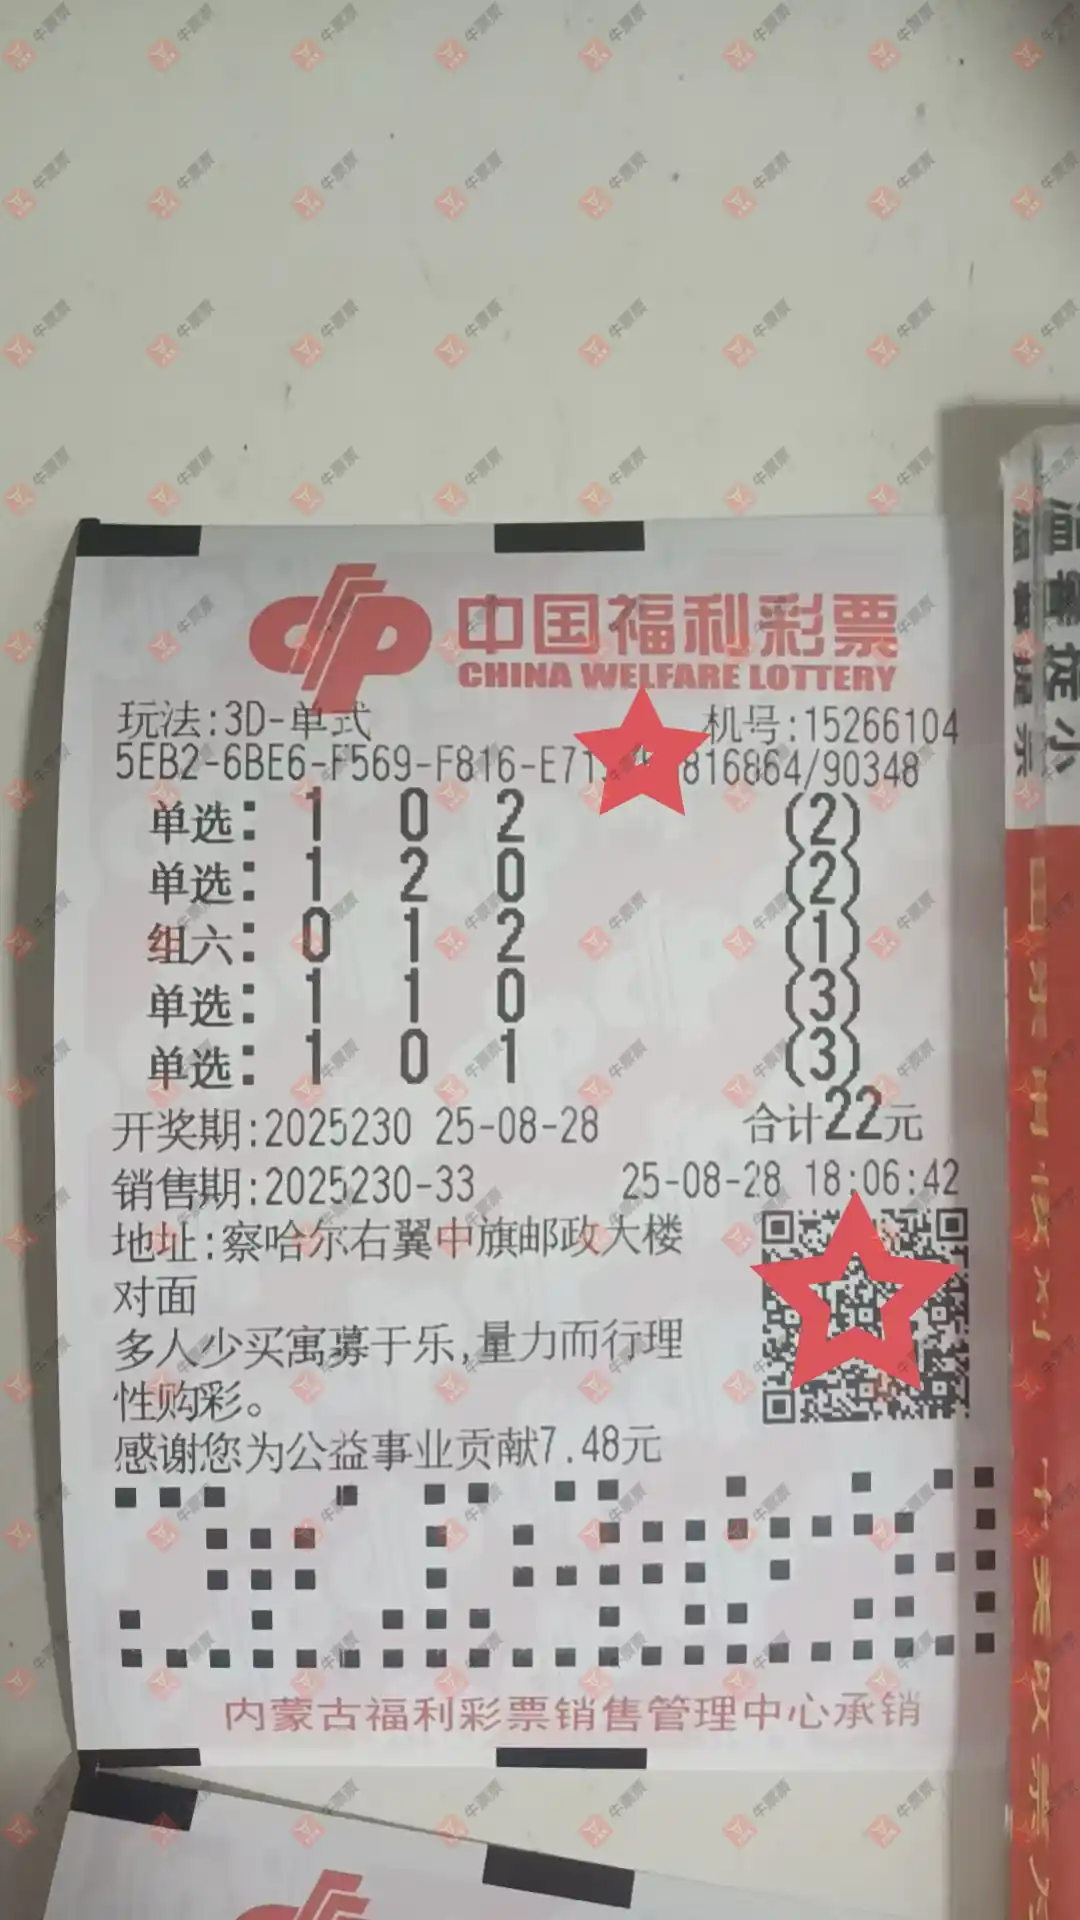 中国福利彩票
CHINA WELFARE LOTTERY
玩法:3D-单式 机号:15266104
5EB2-6BE6-F569-F816-E71 816864/90348
单选: 1 0 2 (2)
单选: 1 2 0 (2)
组六: 0 1 2 (1)
单选: 1 1 0 (3)
单选: 1 0 1 (3)
开奖期:2025230 25-08-28 合计22元
销售期:2025230-33 25-08-28 18:06:42
地址:察哈尔右翼中旗邮政大楼
对面
多人少买寓募于乐,量力而行理
性购彩。
感谢您为公益事业贡献7.48元
内蒙古福利彩票销售管理中心承销
牛票票